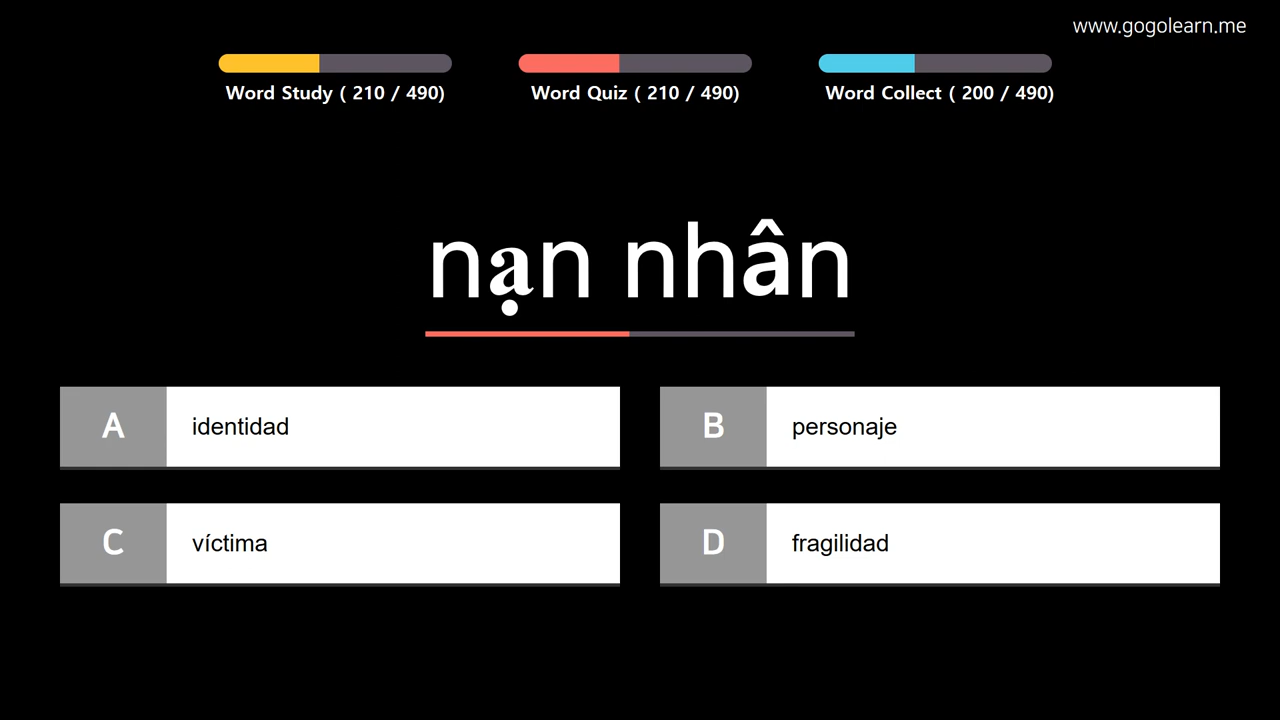 www.gogolearn.me
Word Study ( 210 / 490)
Word Quiz ( 210 / 490)
Word Collect ( 200 / 490)
nạn nhân
A identidad
B personaje
C víctima
D fragilidad